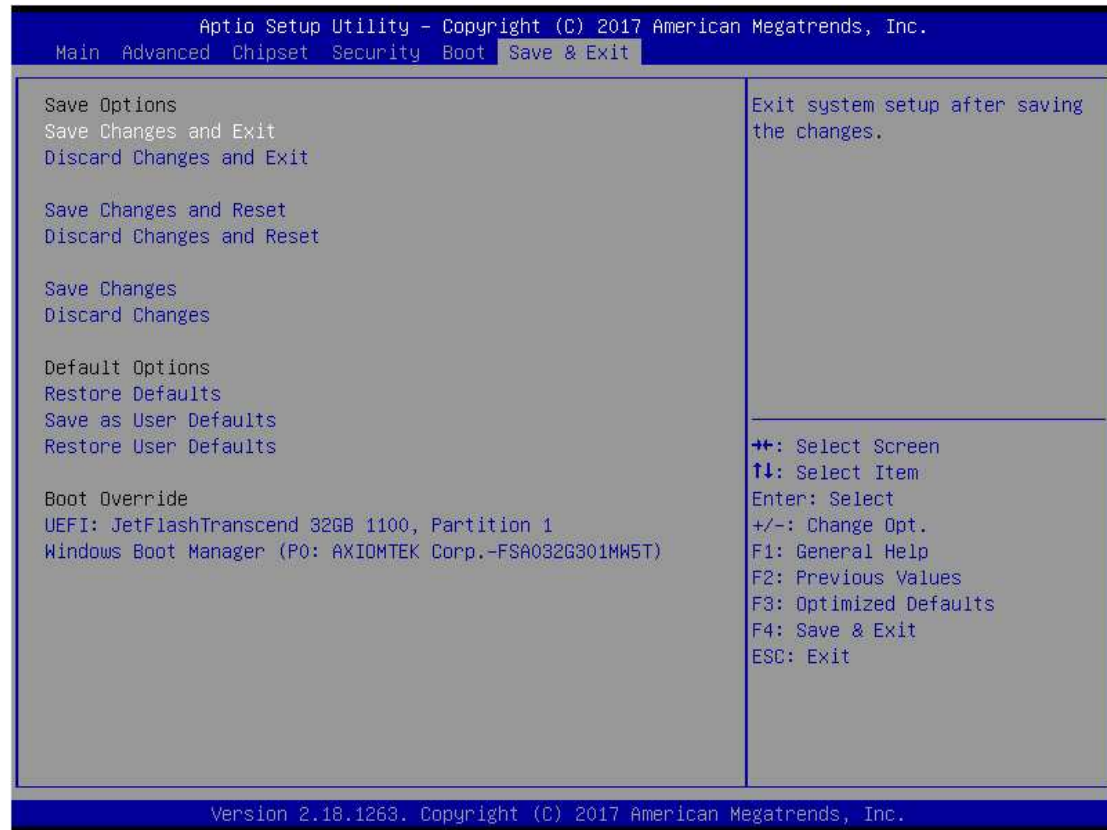 Aptio Setup Utility – Copyright (C) 2017 American Megatrends, Inc.
Main Advanced Chipset Security Boot Save & Exit
Save Options
Save Changes and Exit
Discard Changes and Exit
Save Changes and Reset
Discard Changes and Reset
Save Changes
Discard Changes
Default Options
Restore Defaults
Save as User Defaults
Restore User Defaults
Boot Override
UEFI: JetFlashTranscend 32GB 1100, Partition 1
Windows Boot Manager (P0: AXIOMTEK Corp.-FSA032G301MW5T)
Exit system setup after saving
the changes.
→←: Select Screen
↑↓: Select Item
Enter: Select
+/-: Change Opt.
F1: General Help
F2: Previous Values
F3: Optimized Defaults
F4: Save & Exit
ESC: Exit
Version 2.18.1263. Copyright (C) 2017 American Megatrends, Inc.